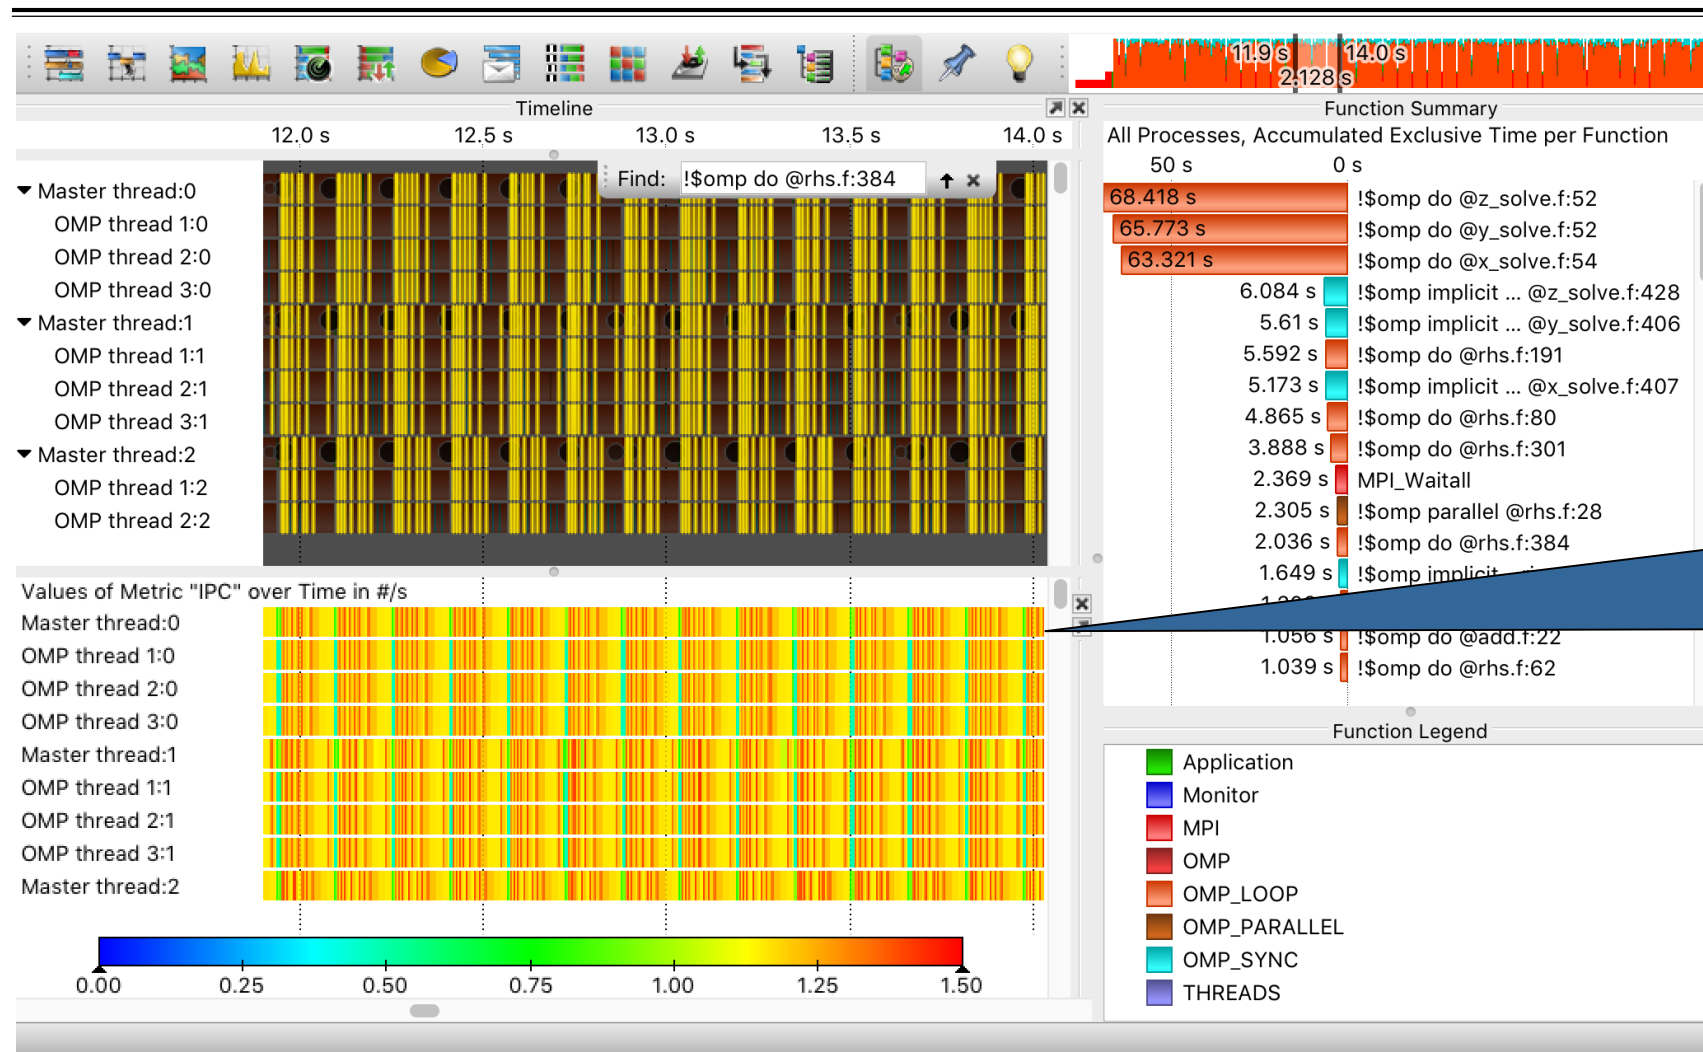 11.9 s
14.0 s
2.128 s
Timeline
Function Summary
12.0 s 12.5 s 13.0 s 13.5 s 14.0 s
Find: !$omp do @rhs.f:384
Master thread:0
OMP thread 1:0
OMP thread 2:0
OMP thread 3:0
Master thread:1
OMP thread 1:1
OMP thread 2:1
OMP thread 3:1
Master thread:2
OMP thread 1:2
OMP thread 2:2
Values of Metric "IPC" over Time in #/s
Master thread:0
OMP thread 1:0
OMP thread 2:0
OMP thread 3:0
Master thread:1
OMP thread 1:1
OMP thread 2:1
OMP thread 3:1
Master thread:2
0.00 0.25 0.50 0.75 1.00 1.25 1.50
All Processes, Accumulated Exclusive Time per Function
50 s 0 s
68.418 s !$omp do @z_solve.f:52
65.773 s !$omp do @y_solve.f:52
63.321 s !$omp do @x_solve.f:54
6.084 s !$omp implicit ... @z_solve.f:428
5.61 s !$omp implicit ... @y_solve.f:406
5.592 s !$omp do @rhs.f:191
5.173 s !$omp implicit ... @x_solve.f:407
4.865 s !$omp do @rhs.f:80
3.888 s !$omp do @rhs.f:301
2.369 s MPI_Waitall
2.305 s !$omp parallel @rhs.f:28
2.036 s !$omp do @rhs.f:384
1.649 s !$omp implicit
1.056 s !$omp do @add.f:22
1.039 s !$omp do @rhs.f:62
Function Legend
Application
Monitor
MPI
OMP
OMP_LOOP
OMP_PARALLEL
OMP_SYNC
THREADS